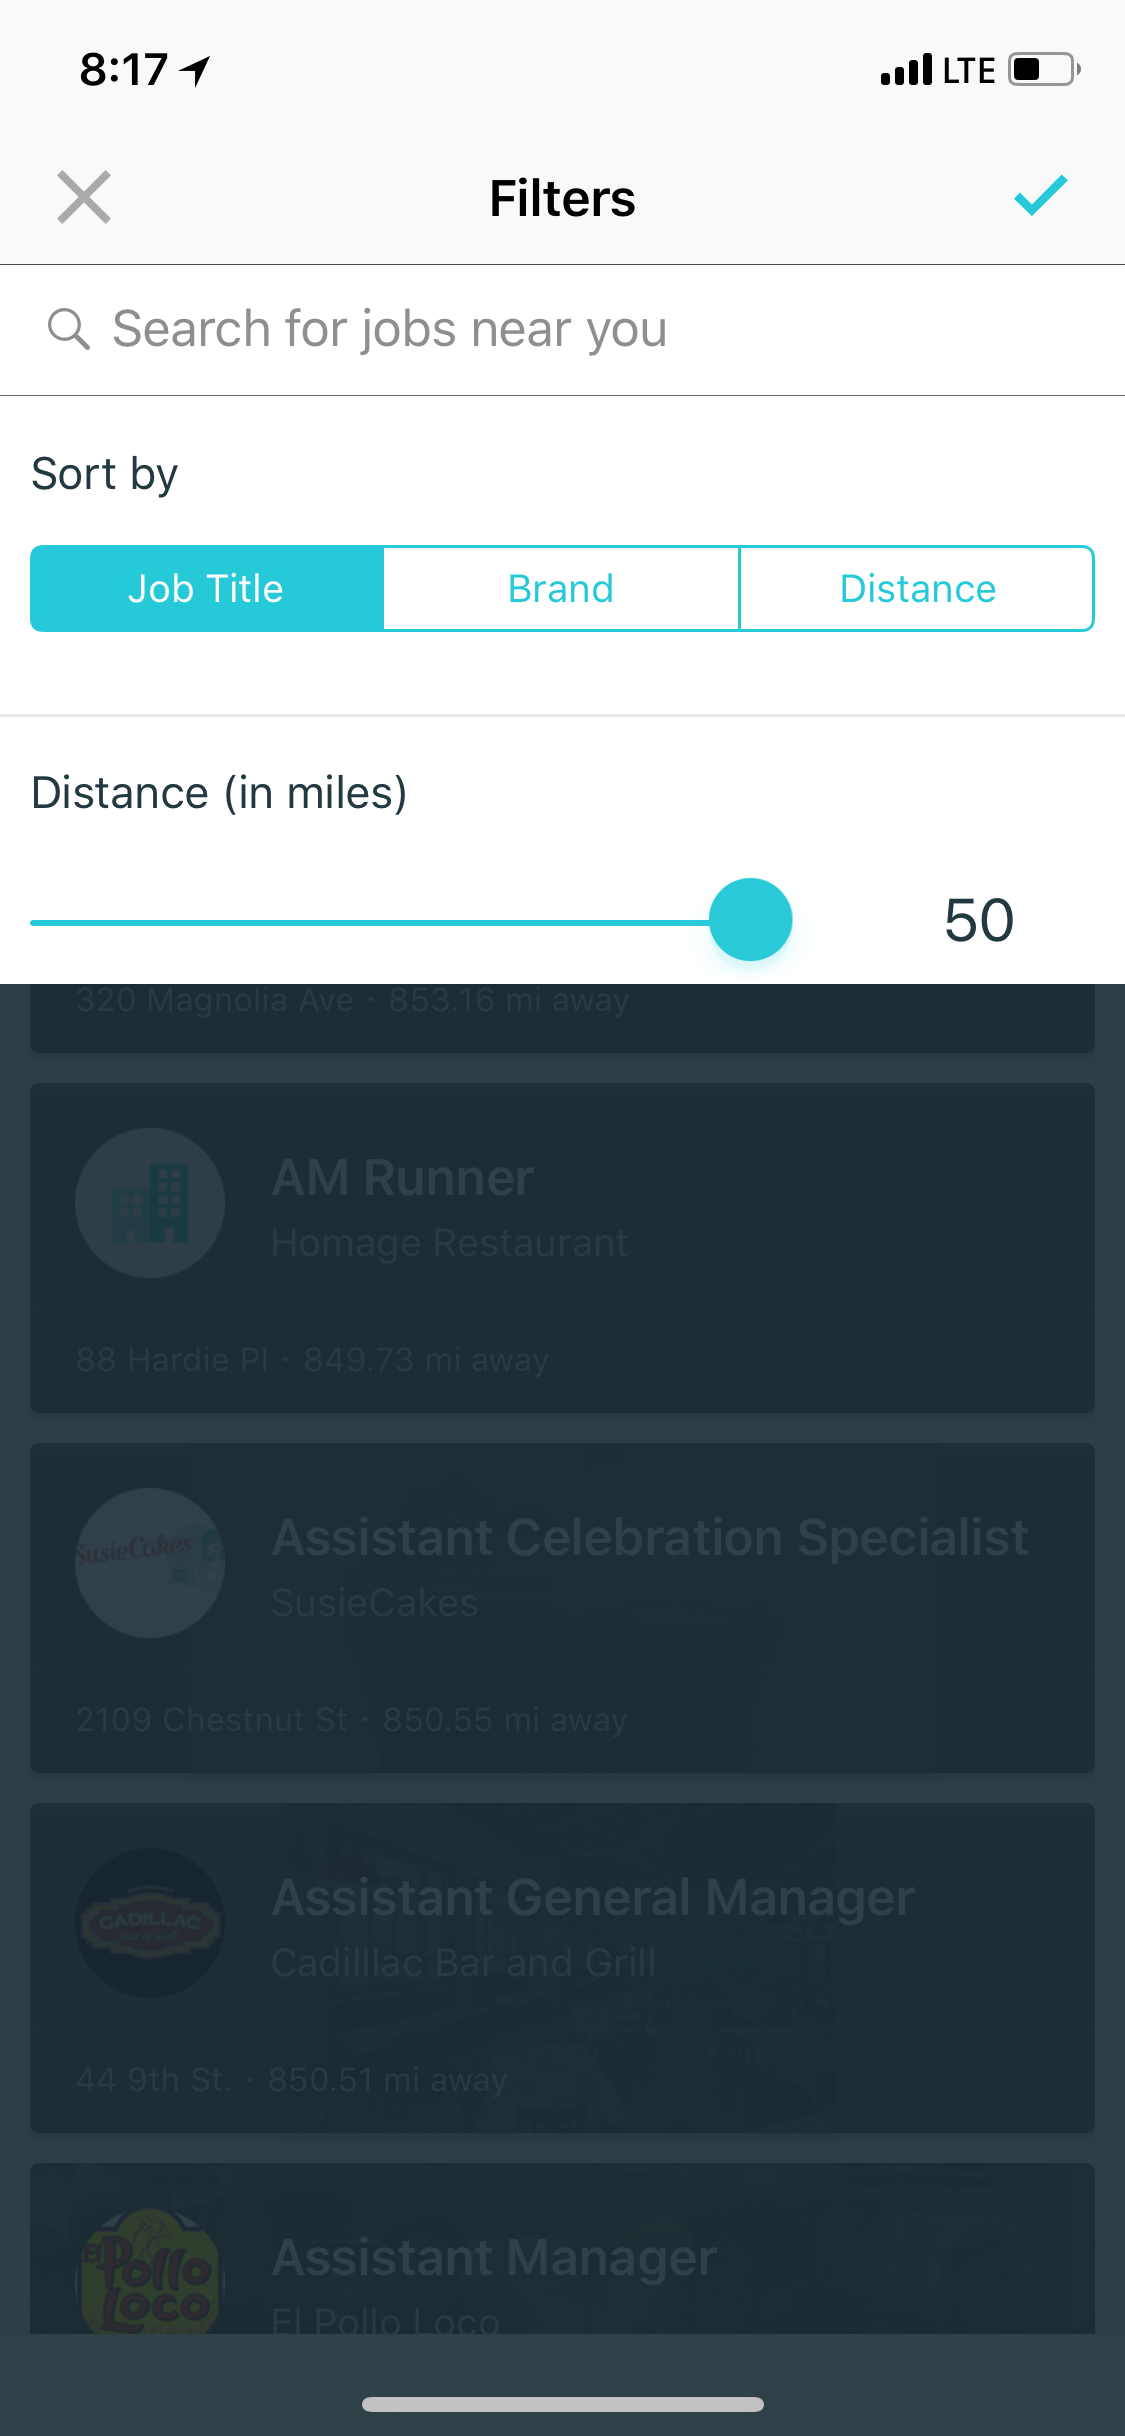 8:17 LTE
Filters
Search for jobs near you
Sort by
Job Title Brand Distance
Distance (in miles)
50
320 Magnolia Ave · 853.16 mi away
AM Runner
Homage Restaurant
88 Hardie Pl · 849.73 mi away
SusieCakes
Assistant Celebration Specialist
SusieCakes
2109 Chestnut St · 850.55 mi away
CADILLAC
Bar & Grill
Assistant General Manager
Cadilllac Bar and Grill
44 9th St. · 850.51 mi away
El Pollo Loco
Assistant Manager
El Pollo Loco